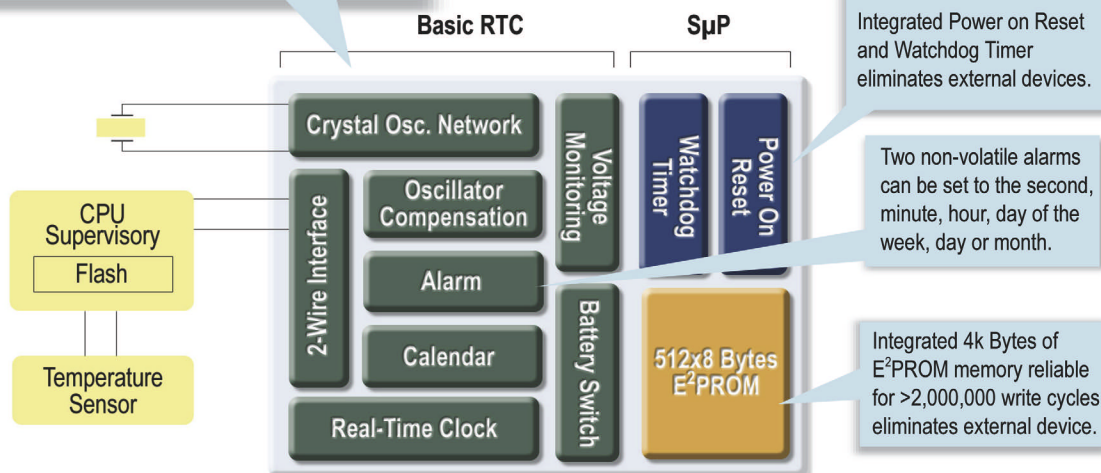 Basic RTC
SµP
Integrated Power on Reset
and Watchdog Timer
eliminates external devices.
Crystal Osc. Network
Voltage
Monitoring
Watchdog
Timer
Power On
Reset
Two non-volatile alarms
can be set to the second,
minute, hour, day of the
week, day or month.
CPU
Supervisory
Flash
2-Wire Interface
Oscillator
Compensation
Alarm
Calendar
Battery Switch
512x8 Bytes
E²PROM
Integrated 4k Bytes of
E²PROM memory reliable
for >2,000,000 write cycles
eliminates external device.
Temperature
Sensor
Real-Time Clock